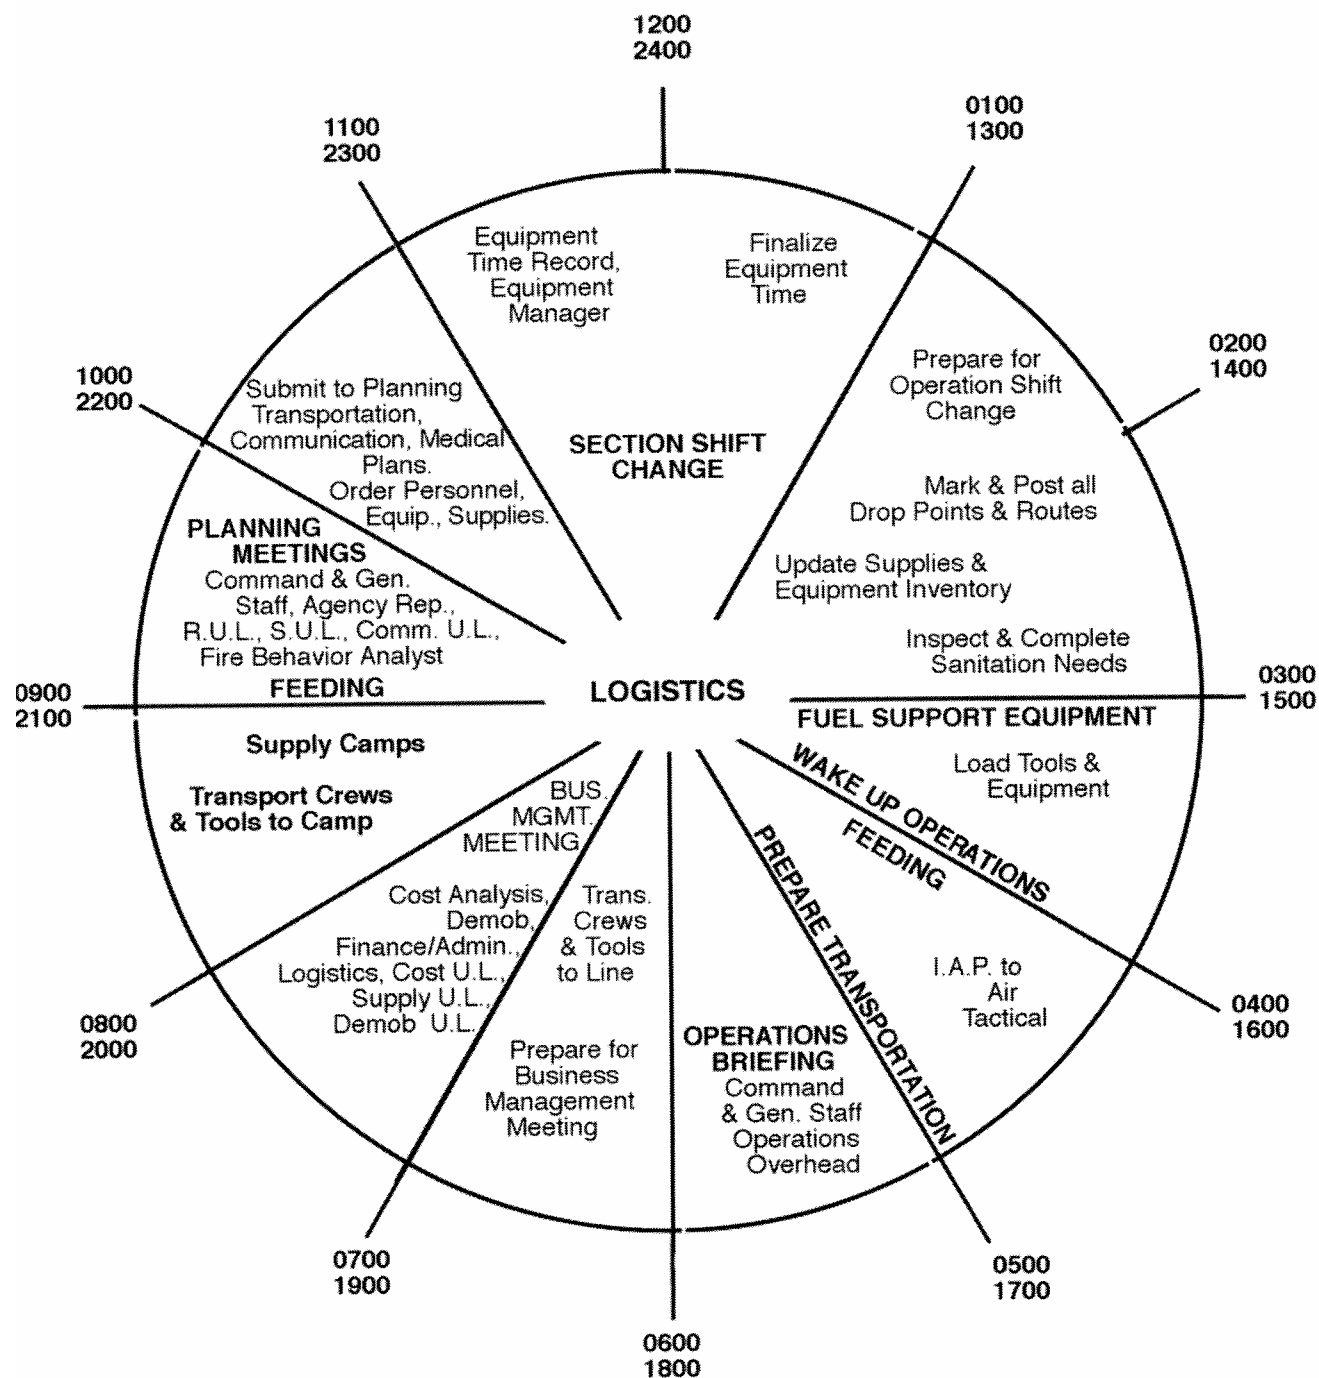 1200
2400
0100
1300
1100
2300
Equipment
Time Record,
Equipment
Manager
Finalize
Equipment
Time
0200
1400
Prepare for
Operation Shift
Change
1000
2200
Submit to Planning
Transportation,
Communication, Medical
Plans.
Order Personnel,
Equip., Supplies.
SECTION SHIFT
CHANGE
Mark & Post all
Drop Points & Routes
PLANNING
MEETINGS
Command & Gen.
Staff, Agency Rep.,
R.U.L., S.U.L., Comm. U.L.,
Fire Behavior Analyst
FEEDING
Update Supplies &
Equipment Inventory
Inspect & Complete
Sanitation Needs
0900
2100
LOGISTICS
0300
1500
FUEL SUPPORT EQUIPMENT
Supply Camps
Transport Crews
& Tools to Camp
WAKE UP OPERATIONS
FEEDING
Load Tools &
Equipment
BUS.
MGMT.
MEETING
PREPARE TRANSPORTATION
Cost Analysis,
Demob,
Finance/Admin.,
Logistics, Cost U.L.,
Supply U.L.,
Demob U.L.
Trans.
Crews
& Tools
to Line
I.A.P. to
Air
Tactical
0800
2000
0400
1600
Prepare for
Business
Management
Meeting
OPERATIONS
BRIEFING
Command
& Gen. Staff
Operations
Overhead
0700
1900
0500
1700
0600
1800